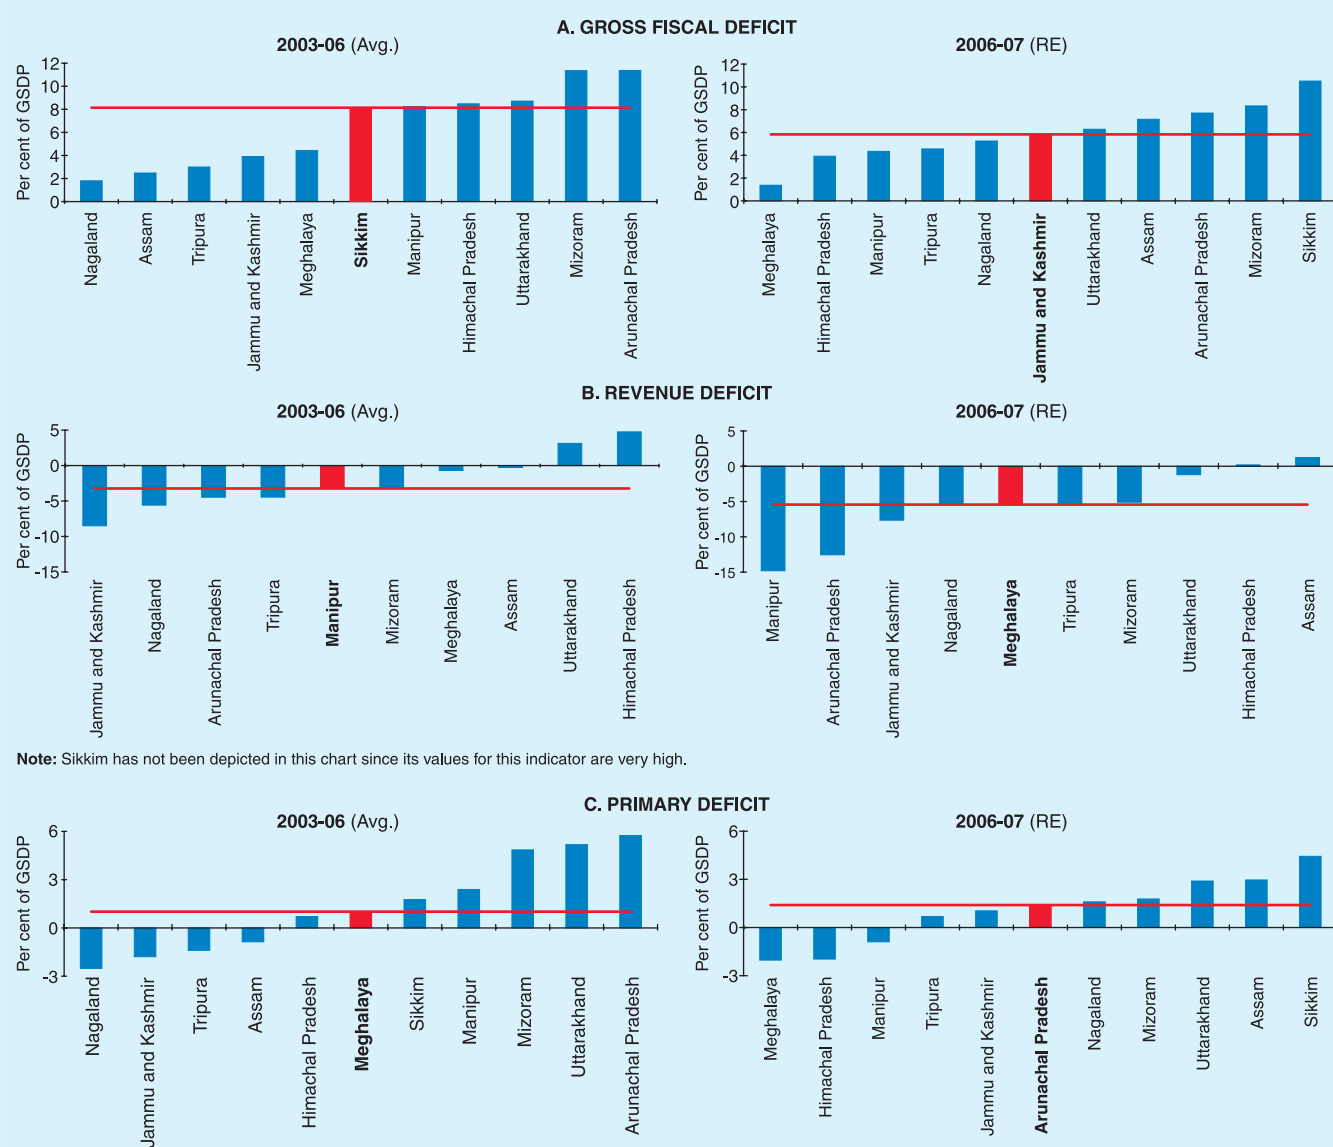 A. GROSS FISCAL DEFICIT
2003-06 (Avg.)
Per cent of GSDP
12
10
8
6
4
2
0
Nagaland
Assam
Tripura
Jammu and Kashmir
Meghalaya
Sikkim
Manipur
Himachal Pradesh
Uttarakhand
Mizoram
Arunachal Pradesh
2006-07 (RE)
Per cent of GSDP
12
10
8
6
4
2
0
Meghalaya
Himachal Pradesh
Manipur
Tripura
Nagaland
Jammu and Kashmir
Uttarakhand
Assam
Arunachal Pradesh
Mizoram
Sikkim
B. REVENUE DEFICIT
2003-06 (Avg.)
Per cent of GSDP
5
0
-5
-10
-15
Jammu and Kashmir
Nagaland
Arunachal Pradesh
Tripura
Manipur
Mizoram
Meghalaya
Assam
Uttarakhand
Himachal Pradesh
2006-07 (RE)
Per cent of GSDP
5
0
-5
-10
-15
Manipur
Arunachal Pradesh
Jammu and Kashmir
Nagaland
Meghalaya
Tripura
Mizoram
Uttarakhand
Himachal Pradesh
Assam
Note: Sikkim has not been depicted in this chart since its values for this indicator are very high.
C. PRIMARY DEFICIT
2003-06 (Avg.)
Per cent of GSDP
6
3
0
-3
Nagaland
Jammu and Kashmir
Tripura
Assam
Himachal Pradesh
Meghalaya
Sikkim
Manipur
Mizoram
Uttarakhand
Arunachal Pradesh
2006-07 (RE)
Per cent of GSDP
6
3
0
-3
Meghalaya
Himachal Pradesh
Manipur
Tripura
Jammu and Kashmir
Arunachal Pradesh
Nagaland
Mizoram
Uttarakhand
Assam
Sikkim